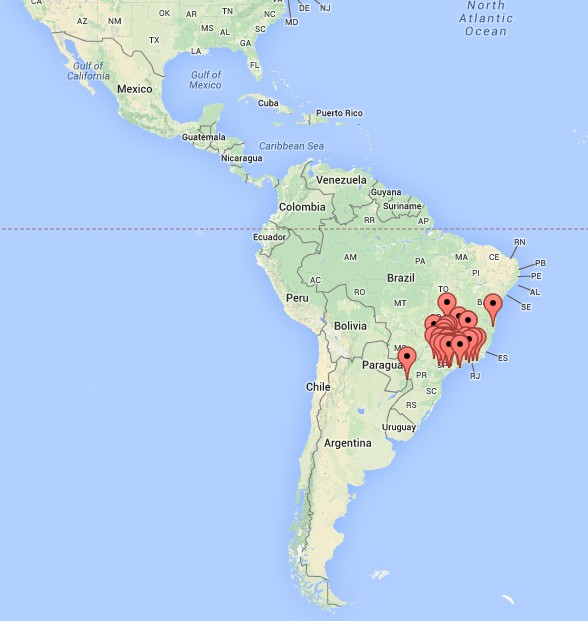 CA
AZ
NM
OK
AR
TN
NC
DE
NJ
MD
TX
MS
AL
SC
GA
LA
FL
North
Atlantic
Ocean
Gulf of
California
Gulf of
Mexico
Mexico
Cuba
Puerto Rico
Guatemala
Caribbean Sea
Nicaragua
Venezuela
Guyana
Suriname
Colombia
RR
AP
Ecuador
RN
AM
PA
MA
CE
PB
PE
AL
SE
PI
AC
Brazil
RO
TO
Peru
MT
B
Bolivia
MS
SP
ES
Paragua
PR
RJ
Chile
SC
RS
Uruguay
Argentina